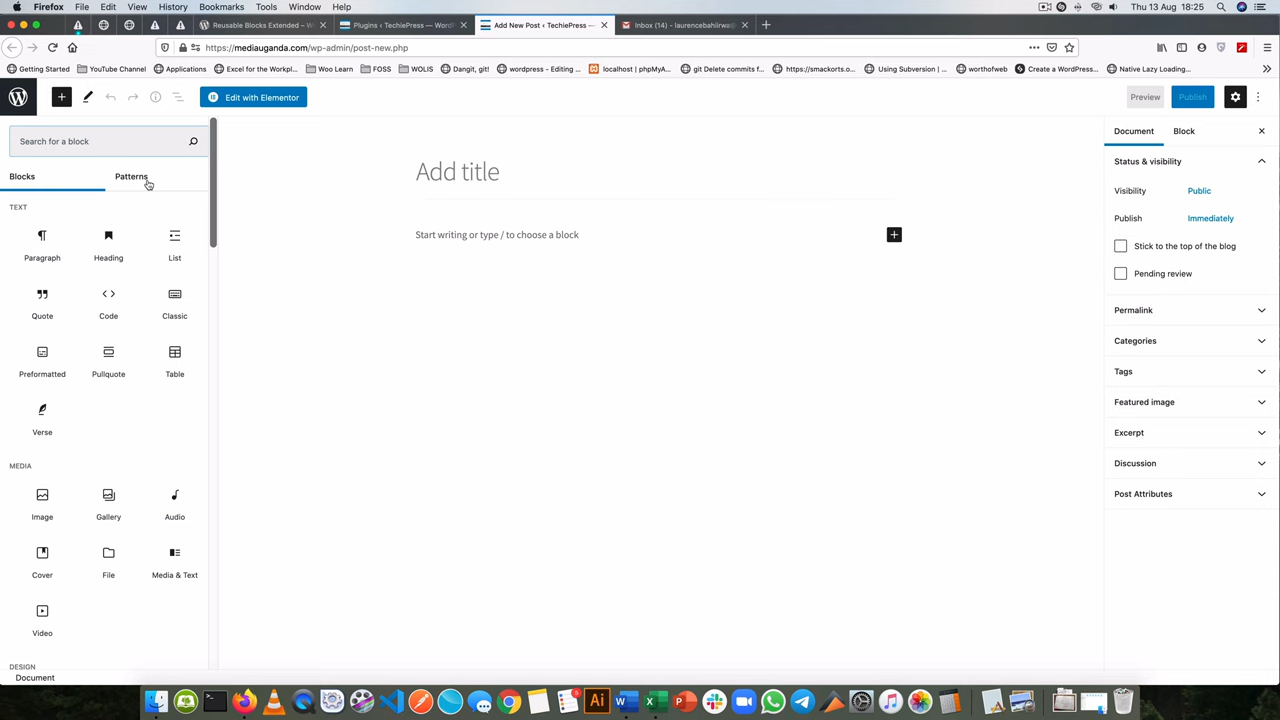 Firefox File Edit View History Bookmarks Tools Window Help Thu 13 Aug 18:25
Reusable Blocks Extended – W Plugins ‹ TechiePress — WordP Add New Post ‹ TechiePress — Inbox (14) - laurencebahiirwa@
https://mediauganda.com/wp-admin/post-new.php
Getting Started YouTube Channel Applications Excel for the Workpl... Woo Learn FOSS WOLIS Dangit, git! wordpress - Editing ... localhost | phpMyA... git Delete commits f... https://smackorts.o... Using Subversion | ... worthofweb Create a WordPress... Native Lazy Loading...
Edit with Elementor Preview Publish
Search for a block
Blocks Patterns
TEXT
Paragraph Heading List
Quote Code Classic
Preformatted Pullquote Table
Verse
MEDIA
Image Gallery Audio
Cover File Media & Text
Video
DESIGN
Document
Add title
Start writing or type / to choose a block
Document Block
Status & visibility
Visibility Public
Publish Immediately
Stick to the top of the blog
Pending review
Permalink
Categories
Tags
Featured image
Excerpt
Discussion
Post Attributes